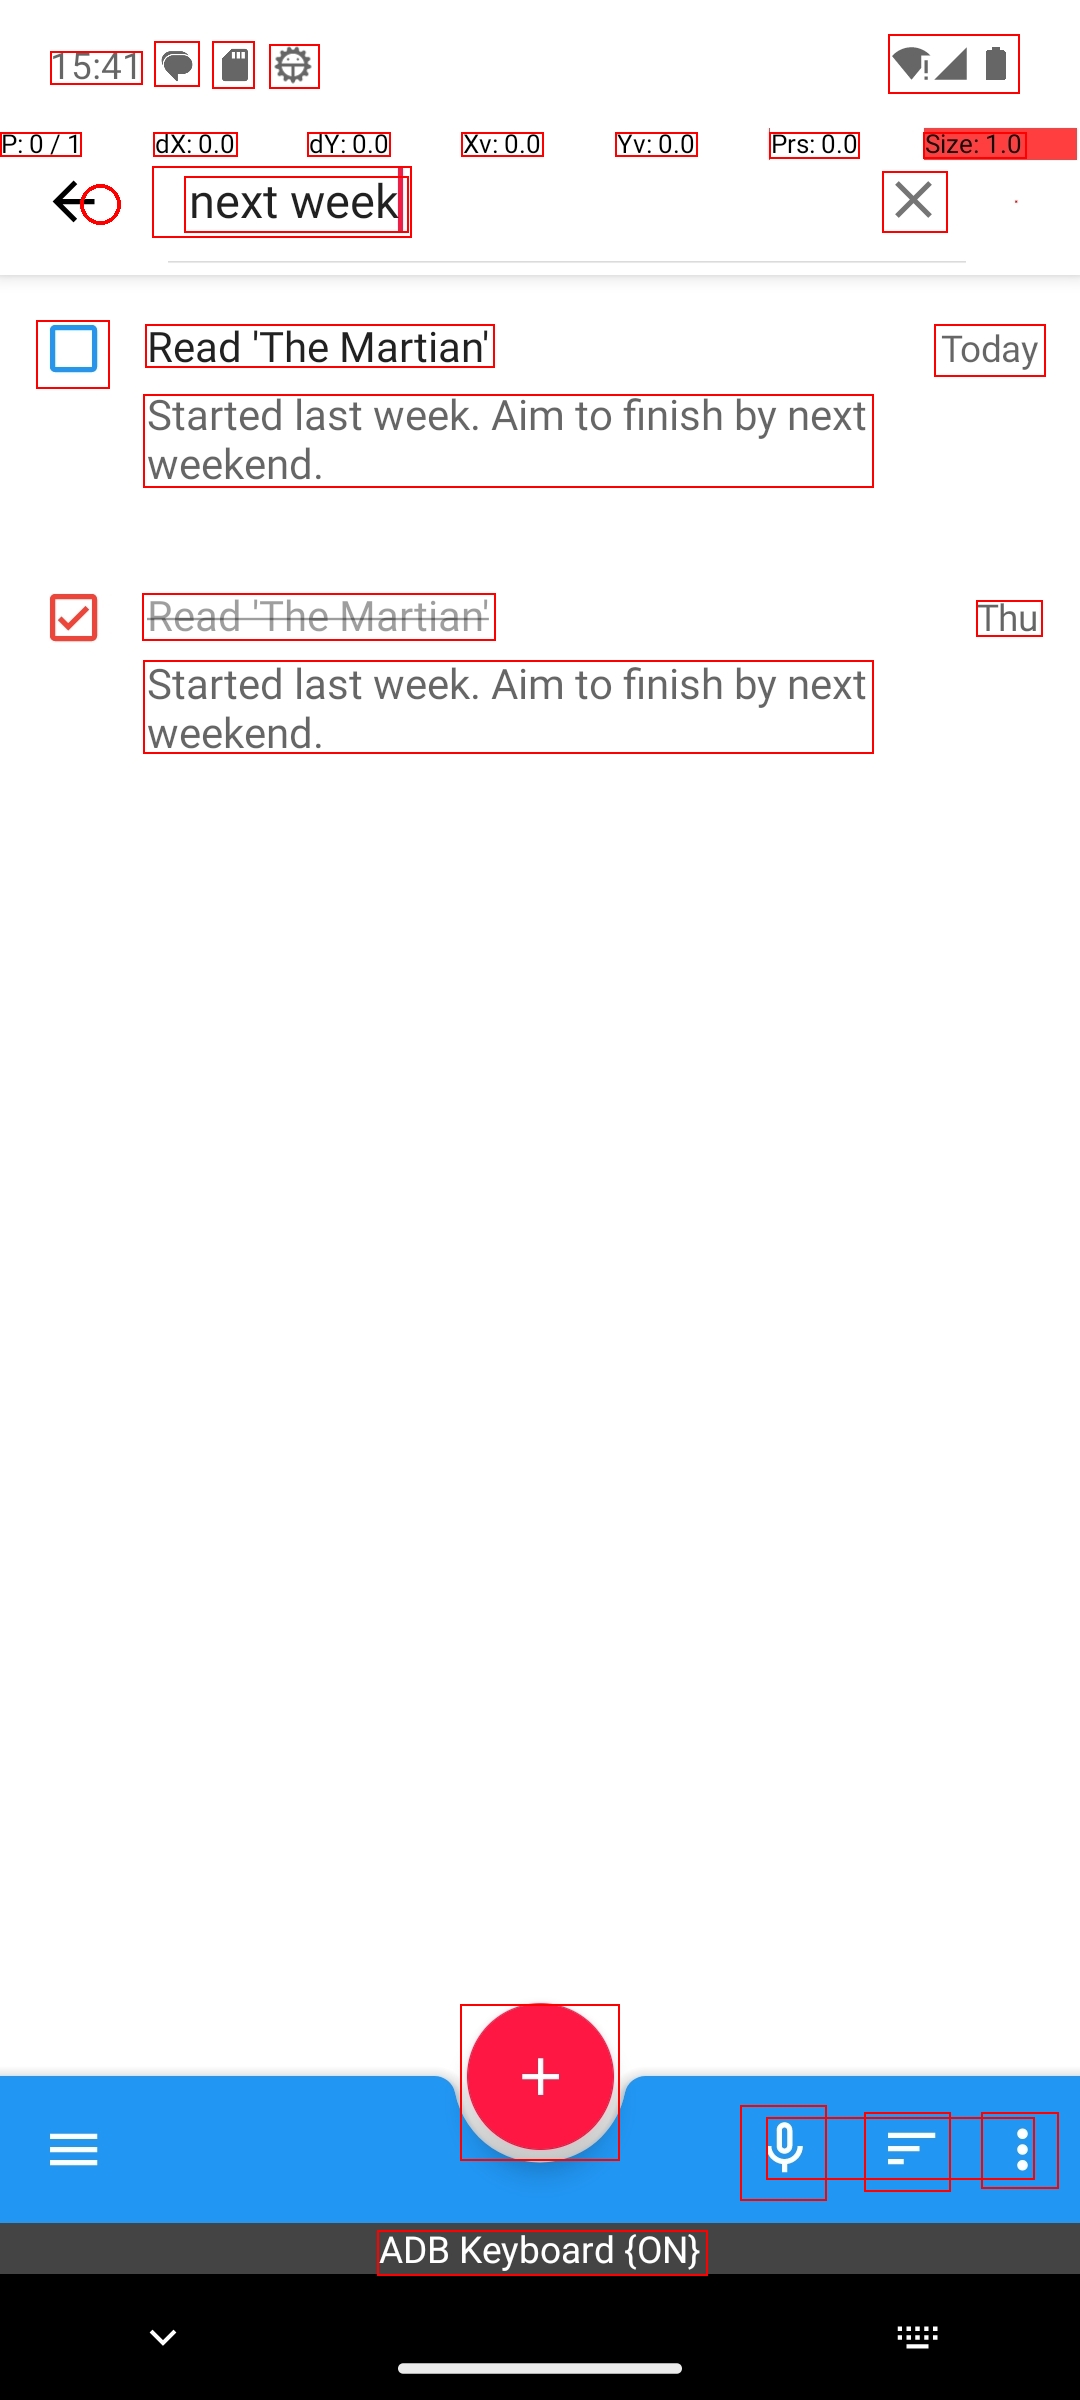 15:41
P: 0 / 1 dX: 0.0 dY: 0.0 Xv: 0.0 Yv: 0.0 Prs: 0.0 Size: 1.0
next week
Read 'The Martian' Today
Started last week. Aim to finish by next
weekend.
Read 'The Martian' Thu
Started last week. Aim to finish by next
weekend.
ADB Keyboard {ON}